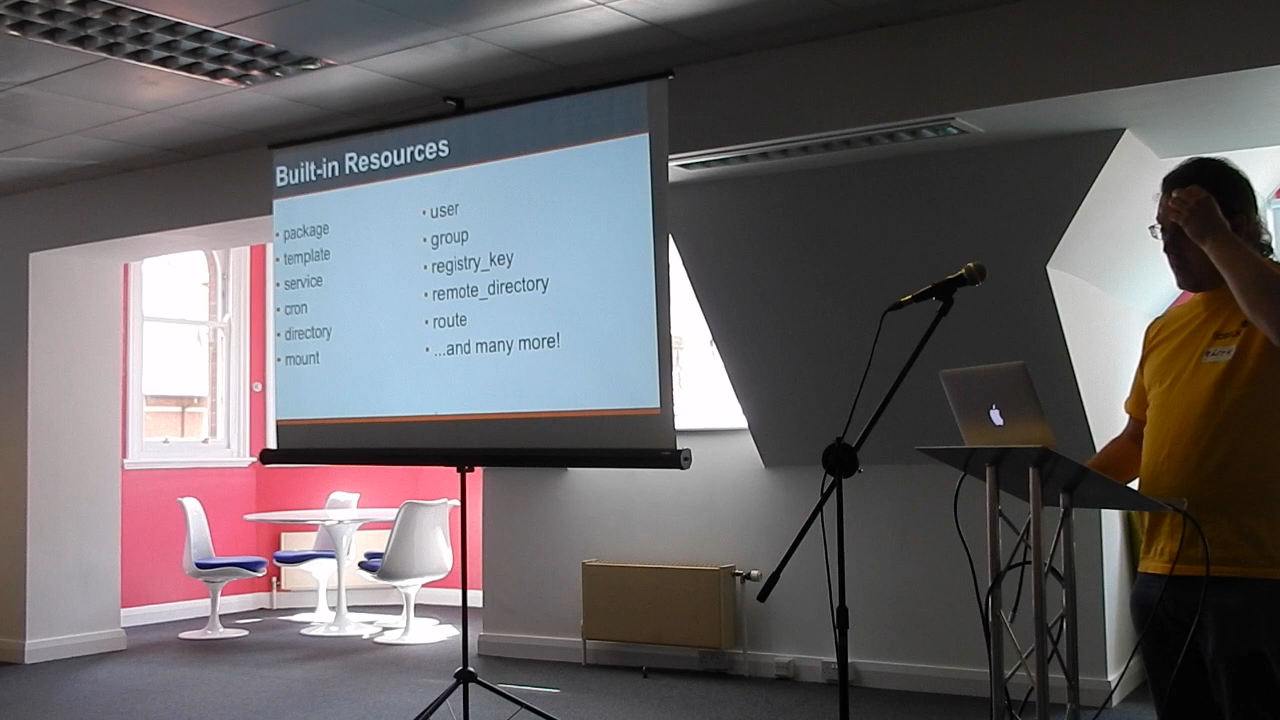 Built-in Resources
• package
• template
• service
• cron
• directory
• mount
• user
• group
• registry_key
• remote_directory
• route
• ...and many more!